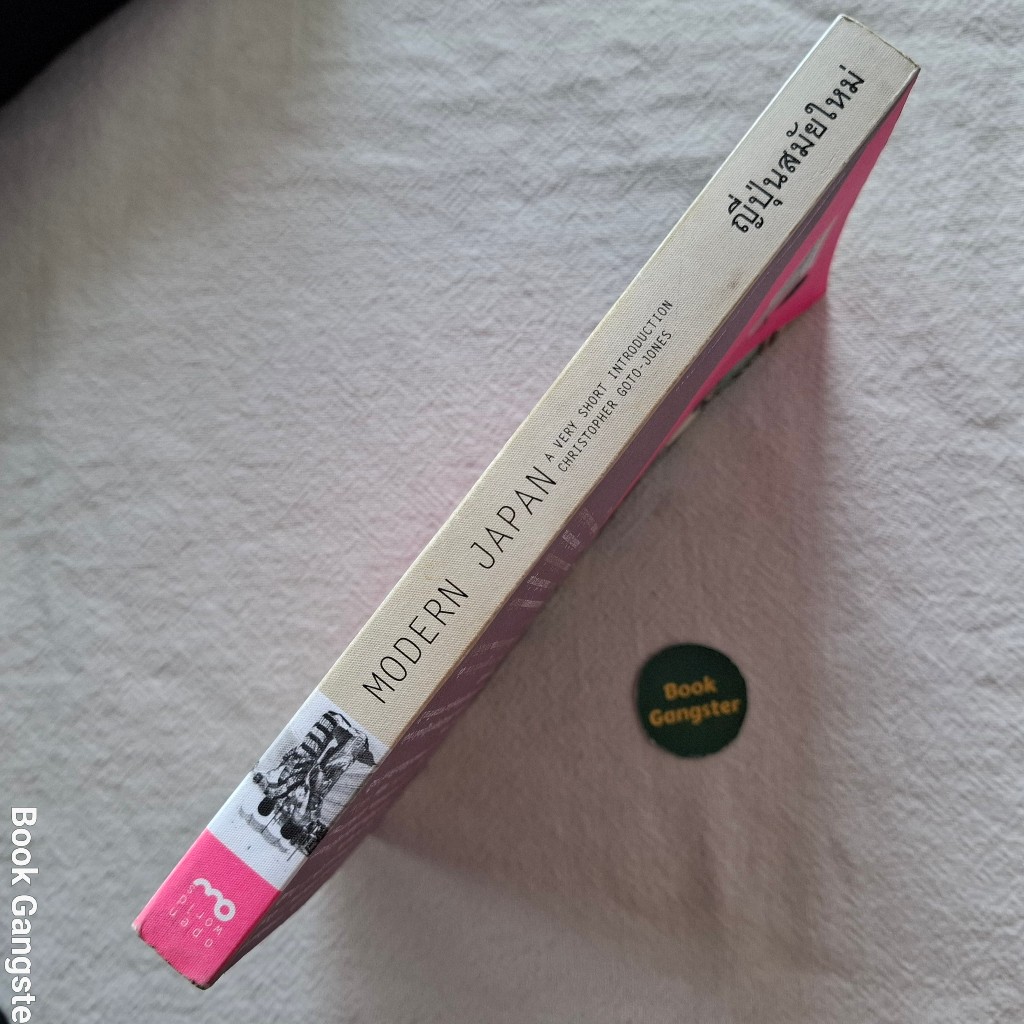 ญี่ปุ่นสมัยใหม่
MODERN JAPAN
A VERY SHORT INTRODUCTION
CHRISTOPHER GOTO-JONES
open
worlds
Book
Gangster
Book Gangste